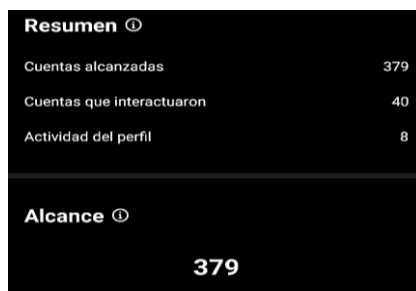 Resumen
Cuentas alcanzadas 379
Cuentas que interactuaron 40
Actividad del perfil 8
Alcance
379